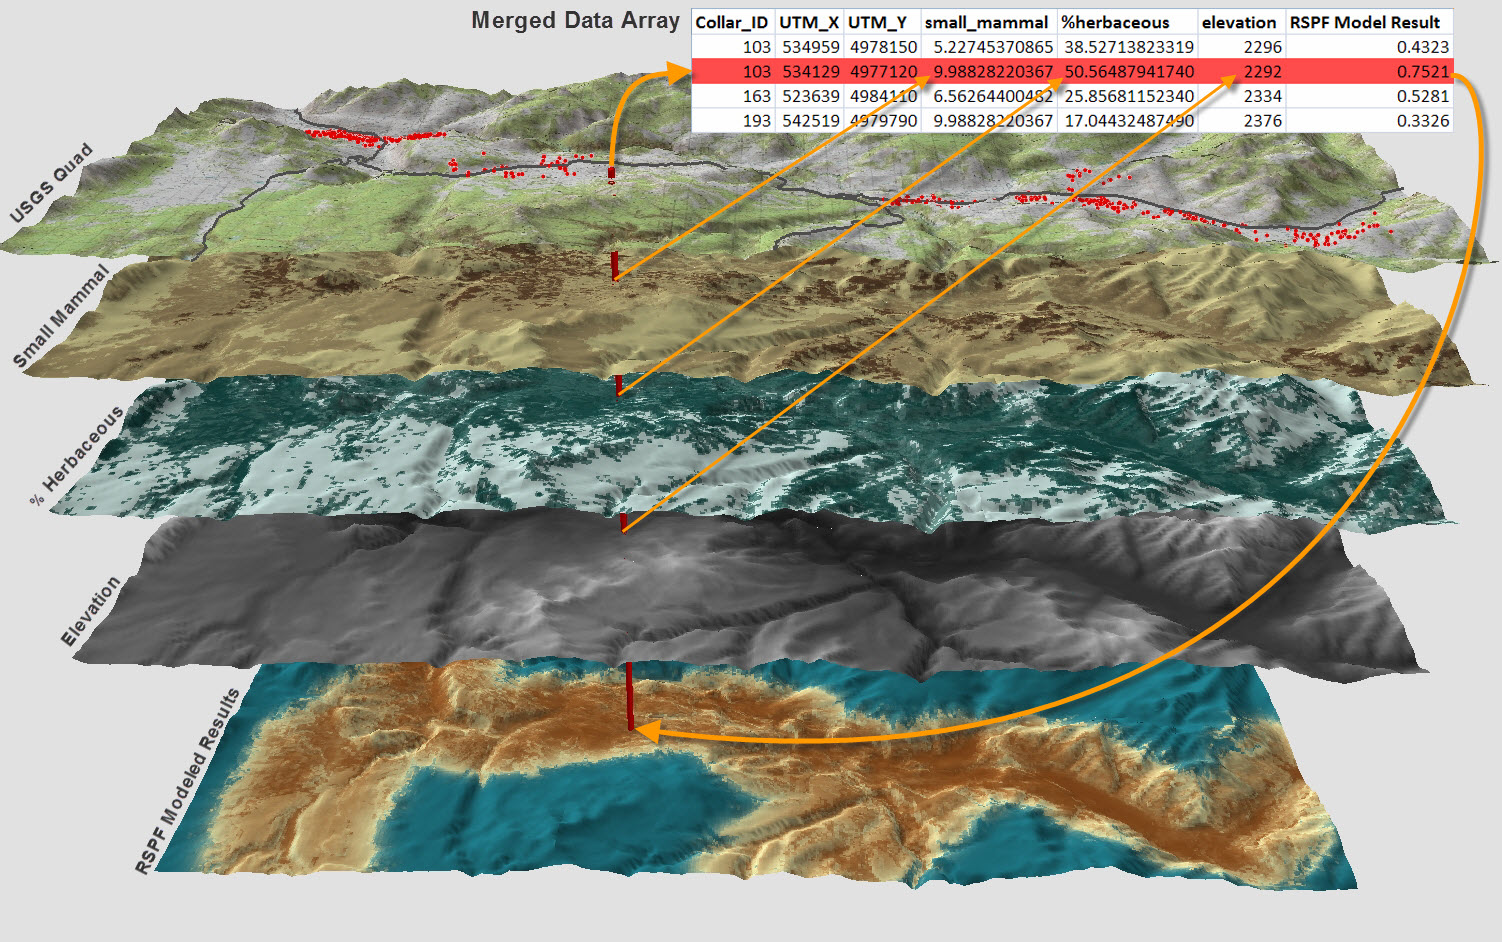 Merged Data Array
Collar_ID UTM_X UTM_Y small_mammal %herbaceous elevation RSPF Model Result
103 534959 4978150 5.22745370865 38.52713823319 2296 0.4323
103 534129 4977120 9.98828220367 50.56487941740 2292 0.7521
163 523639 4984110 6.56264400482 25.85681152340 2334 0.5281
193 542519 4979790 9.98828220367 17.04432487490 2376 0.3326
USGS Quad
Small Mammal
% Herbaceous
Elevation
RSPF Modeled Results